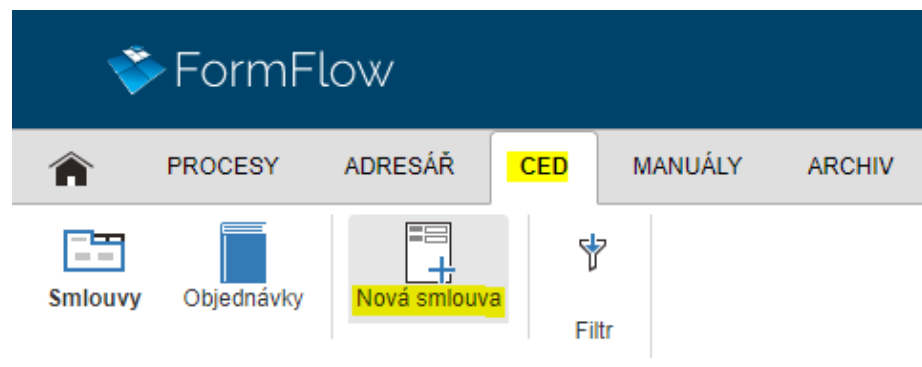 FormFlow
PROCESY ADRESÁŘ CED MANUÁLY ARCHIV
Smlouvy Objednávky Nová smlouva Filtr